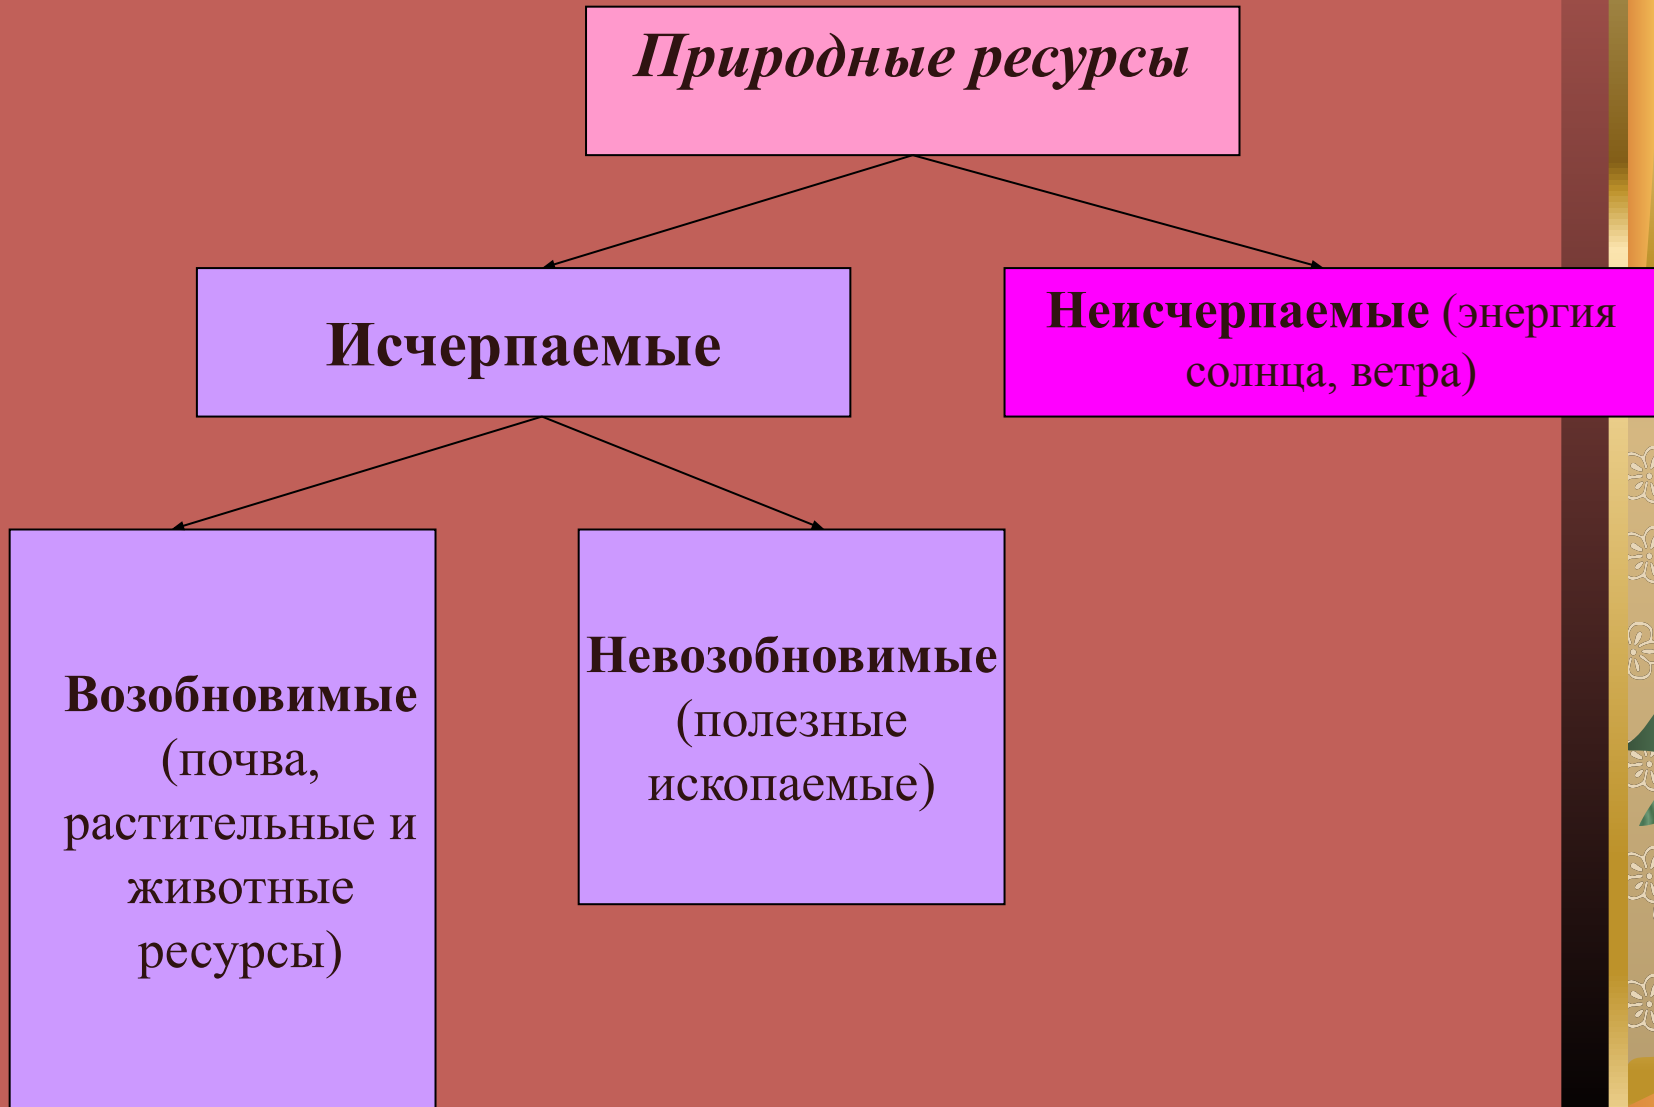 Природные ресурсы
Исчерпаемые
Неисчерпаемые (энергия
солнца, ветра)
Возобновимые
(почва,
растительные и
животные
ресурсы)
Невозобновимые
(полезные
ископаемые)